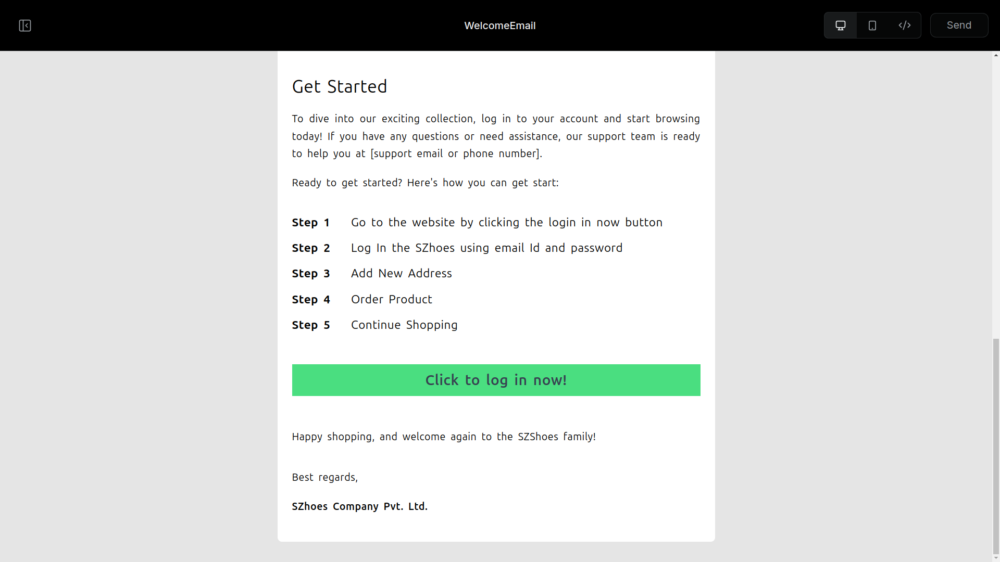 WelcomeEmail
Send
Get Started
To dive into our exciting collection, log in to your account and start browsing
today! If you have any questions or need assistance, our support team is ready
to help you at [support email or phone number].
Ready to get started? Here's how you can get start:
Step 1 Go to the website by clicking the login in now button
Step 2 Log In the SZhoes using email Id and password
Step 3 Add New Address
Step 4 Order Product
Step 5 Continue Shopping
Click to log in now!
Happy shopping, and welcome again to the SZShoes family!
Best regards,
SZhoes Company Pvt. Ltd.